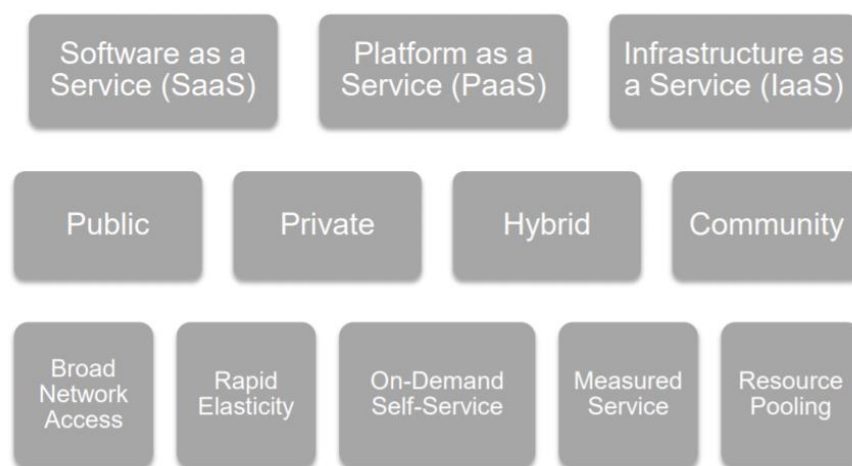 Software as a
Service (SaaS)
Platform as a
Service (PaaS)
Infrastructure as
a Service (IaaS)
Public
Private
Hybrid
Community
Broad
Network
Access
Rapid
Elasticity
On-Demand
Self-Service
Measured
Service
Resource
Pooling